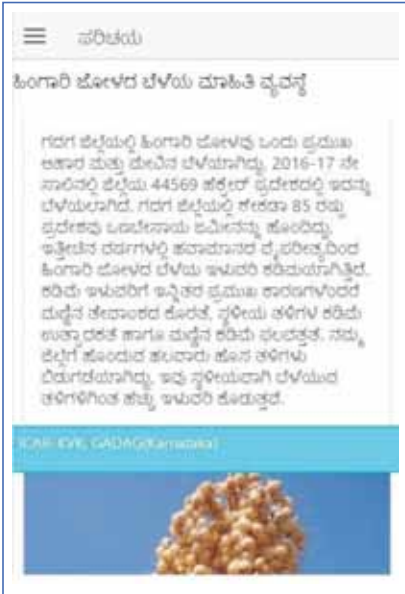 ಪರಿಚಯ
ಹಿಂಗಾರಿ ಜೋಳದ ಬೆಳೆಯ ಮಾಹಿತಿ ವ್ಯವಸ್ಥೆ
ಗದಗ ಜಿಲ್ಲೆಯಲ್ಲಿ ಹಿಂಗಾರಿ ಜೋಳವು ಒಂದು ಪ್ರಮುಖ
ಆಹಾರ ಮತ್ತು ಮೇವಿನ ಬೆಳೆಯಾಗಿದ್ದು, 2016-17 ನೇ
ಸಾಲಿನಲ್ಲಿ ಜಿಲ್ಲೆಯ 44569 ಹೆಕ್ಟೇರ್ ಪ್ರದೇಶದಲ್ಲಿ ಇದನ್ನು
ಬೆಳೆಯಲಾಗಿದೆ. ಗದಗ ಜಿಲ್ಲೆಯಲ್ಲಿ ಶೇಕಡಾ 85 ರಷ್ಟು
ಪ್ರದೇಶವು ಒಣಬೇಸಾಯ ಜಮೀನನ್ನು ಹೊಂದಿದ್ದು,
ಇತ್ತೀಚಿನ ವರ್ಷಗಳಲ್ಲಿ ಹವಾಮಾನದ ವೈಪರೀತ್ಯದಿಂದ
ಹಿಂಗಾರಿ ಜೋಳದ ಬೆಳೆಯ ಇಳುವರಿ ಕಡಿಮೆಯಾಗಿತ್ತಿದೆ.
ಕಡಿಮೆ ಇಳುವರಿಗೆ ಇನ್ನಿತರ ಪ್ರಮುಖ ಕಾರಣಗಳೆಂದರೆ
ಮಣ್ಣಿನ ತೇವಾಂಶದ ಕೊರತೆ, ಸ್ಥಳೀಯ ತಳಿಗಳ ಕಡಿಮೆ
ಉತ್ಪಾದಕತೆ ಹಾಗೂ ಮಣ್ಣಿನ ಕಡಿಮೆ ಫಲವತ್ತತೆ. ನಮ್ಮ
ಜಿಲ್ಲೆಗೆ ಹೊಂದುವ ಹಲವಾರು ಹೊಸ ತಳಿಗಳು
ಬಿಡುಗಡೆಯಾಗಿದ್ದು, ಇವು ಸ್ಥಳೀಯವಾಗಿ ಬೆಳೆಯುವ
ತಳಿಗಳಿಗಿಂತ ಹೆಚ್ಚು ಇಳುವರಿ ಕೊಡುತ್ತವೆ.
ICAR-KVK, GADAG(Karnataka)